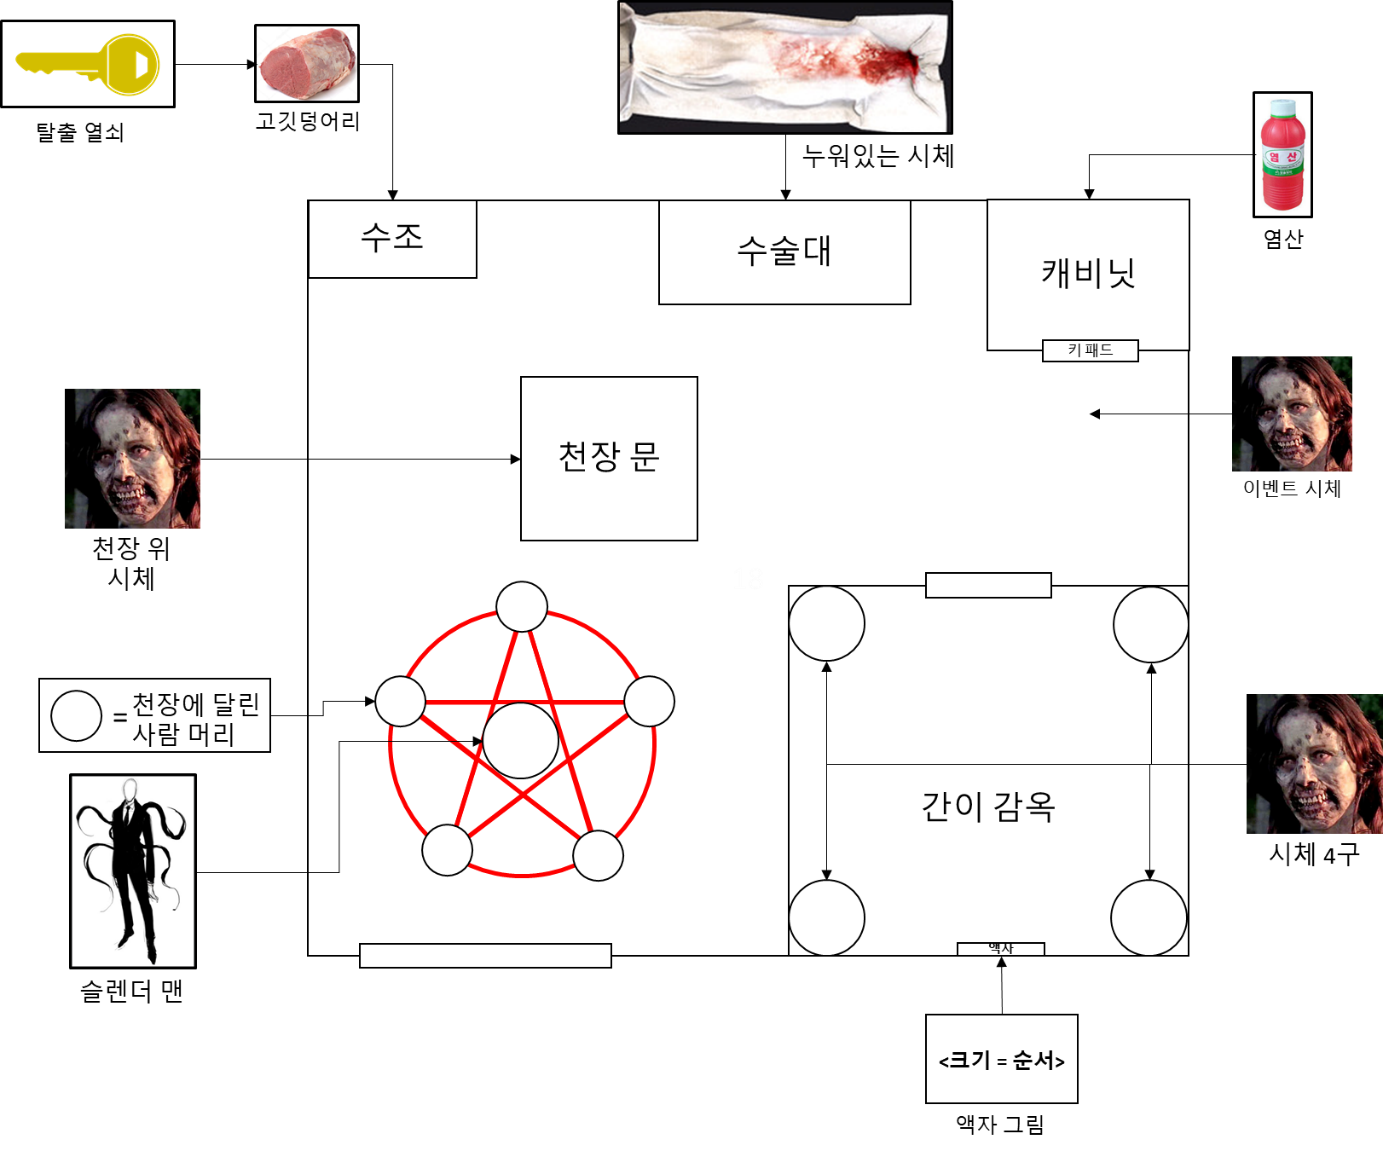 탈출 열쇠
고깃덩어리
누워있는 시체
염 산
염산
수조
수술대
캐비닛
키 패드
천장 문
이벤트 시체
천장 위
시체
= 천장에 달린
사람 머리
간이 감옥
시체 4구
슬렌더 맨
액자
<크기 = 순서>
액자 그림